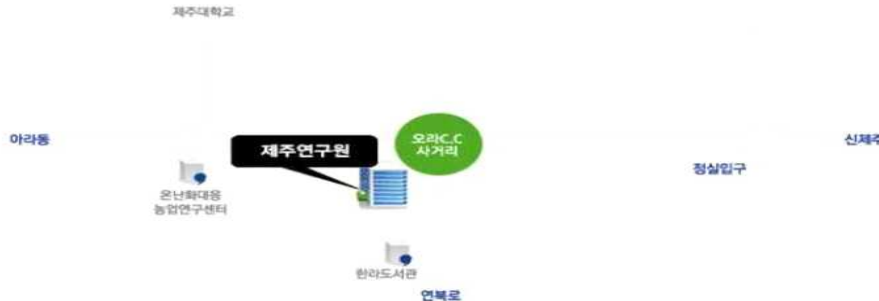 제주대학교
아라동
제주연구원
오라C.C
사거리
신제주
정실입구
온난화대응
농업연구센터
한라도서관
연북로